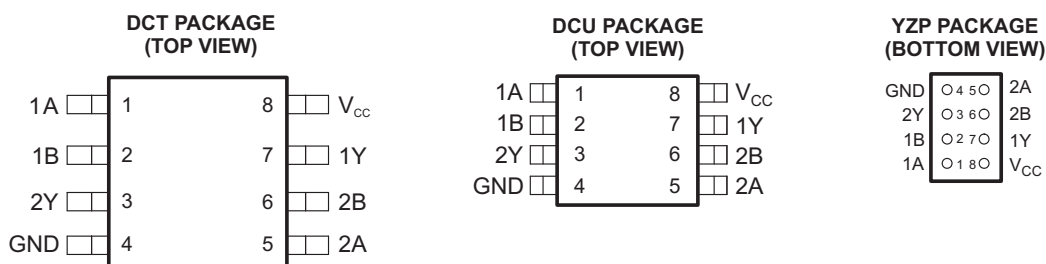 DCT PACKAGE
(TOP VIEW)
1A 1 8 VCC
1B 2 7 1Y
2Y 3 6 2B
GND 4 5 2A
DCU PACKAGE
(TOP VIEW)
1A 1 8 VCC
1B 2 7 1Y
2Y 3 6 2B
GND 4 5 2A
YZP PACKAGE
(BOTTOM VIEW)
GND 4 5 2A
2Y 3 6 2B
1B 2 7 1Y
1A 1 8 VCC